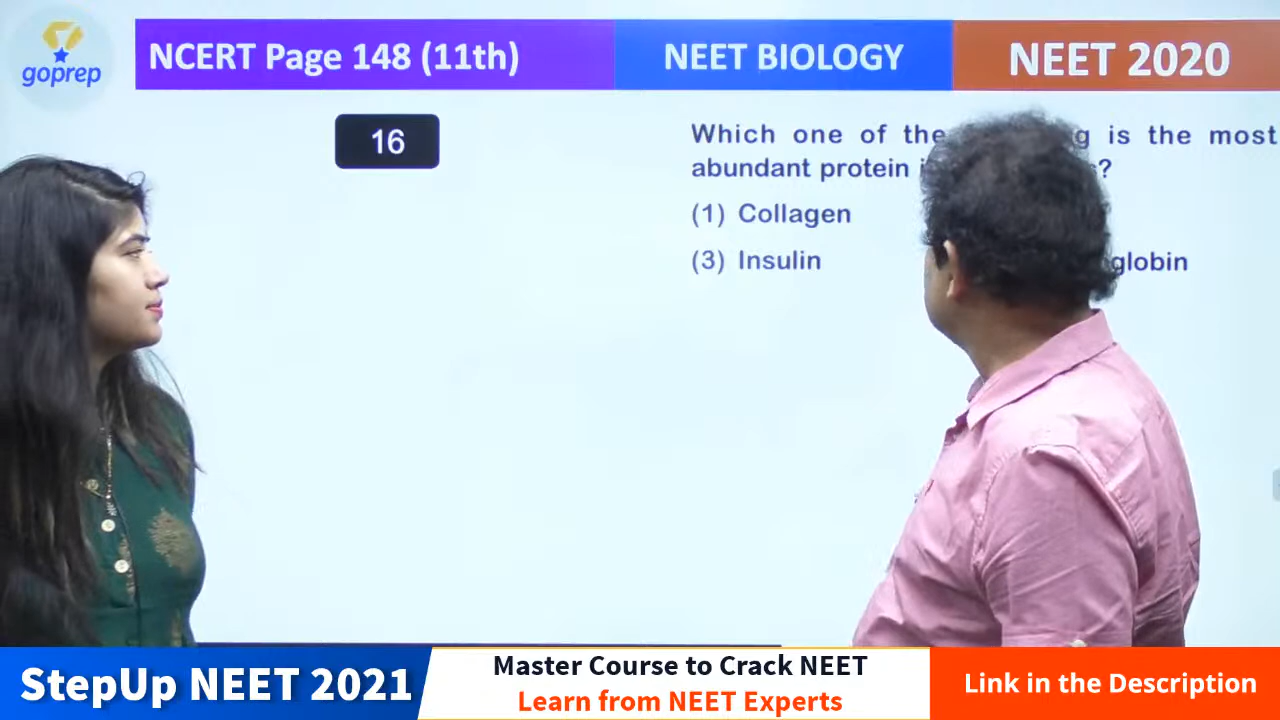 goprep
NCERT Page 148 (11th)
NEET BIOLOGY
NEET 2020
16
Which one of the g is the most
abundant protein ?
(1) Collagen
(3) Insulin globin
StepUp NEET 2021
Master Course to Crack NEET
Learn from NEET Experts
Link in the Description